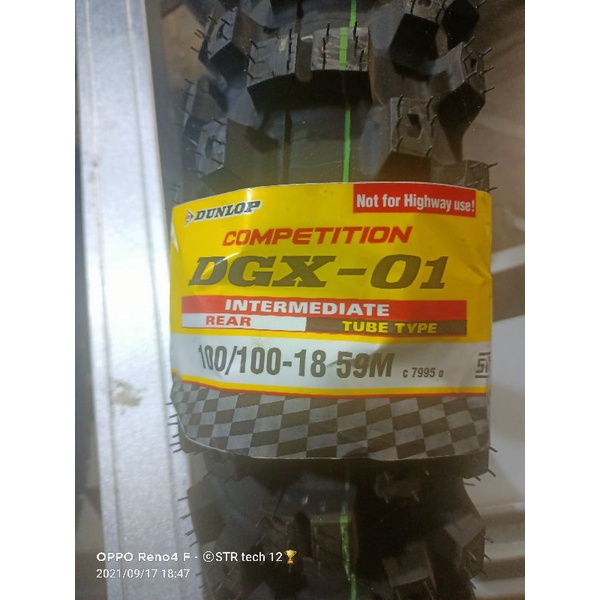 DUNLOP
Not for Highway use!
COMPETITION
DGX-01
INTERMEDIATE
REAR TUBE TYPE
100/100-18 59M C 7995 0
OPPO Reno4 F - ©STR tech 12🏆
2021/09/17 18:47